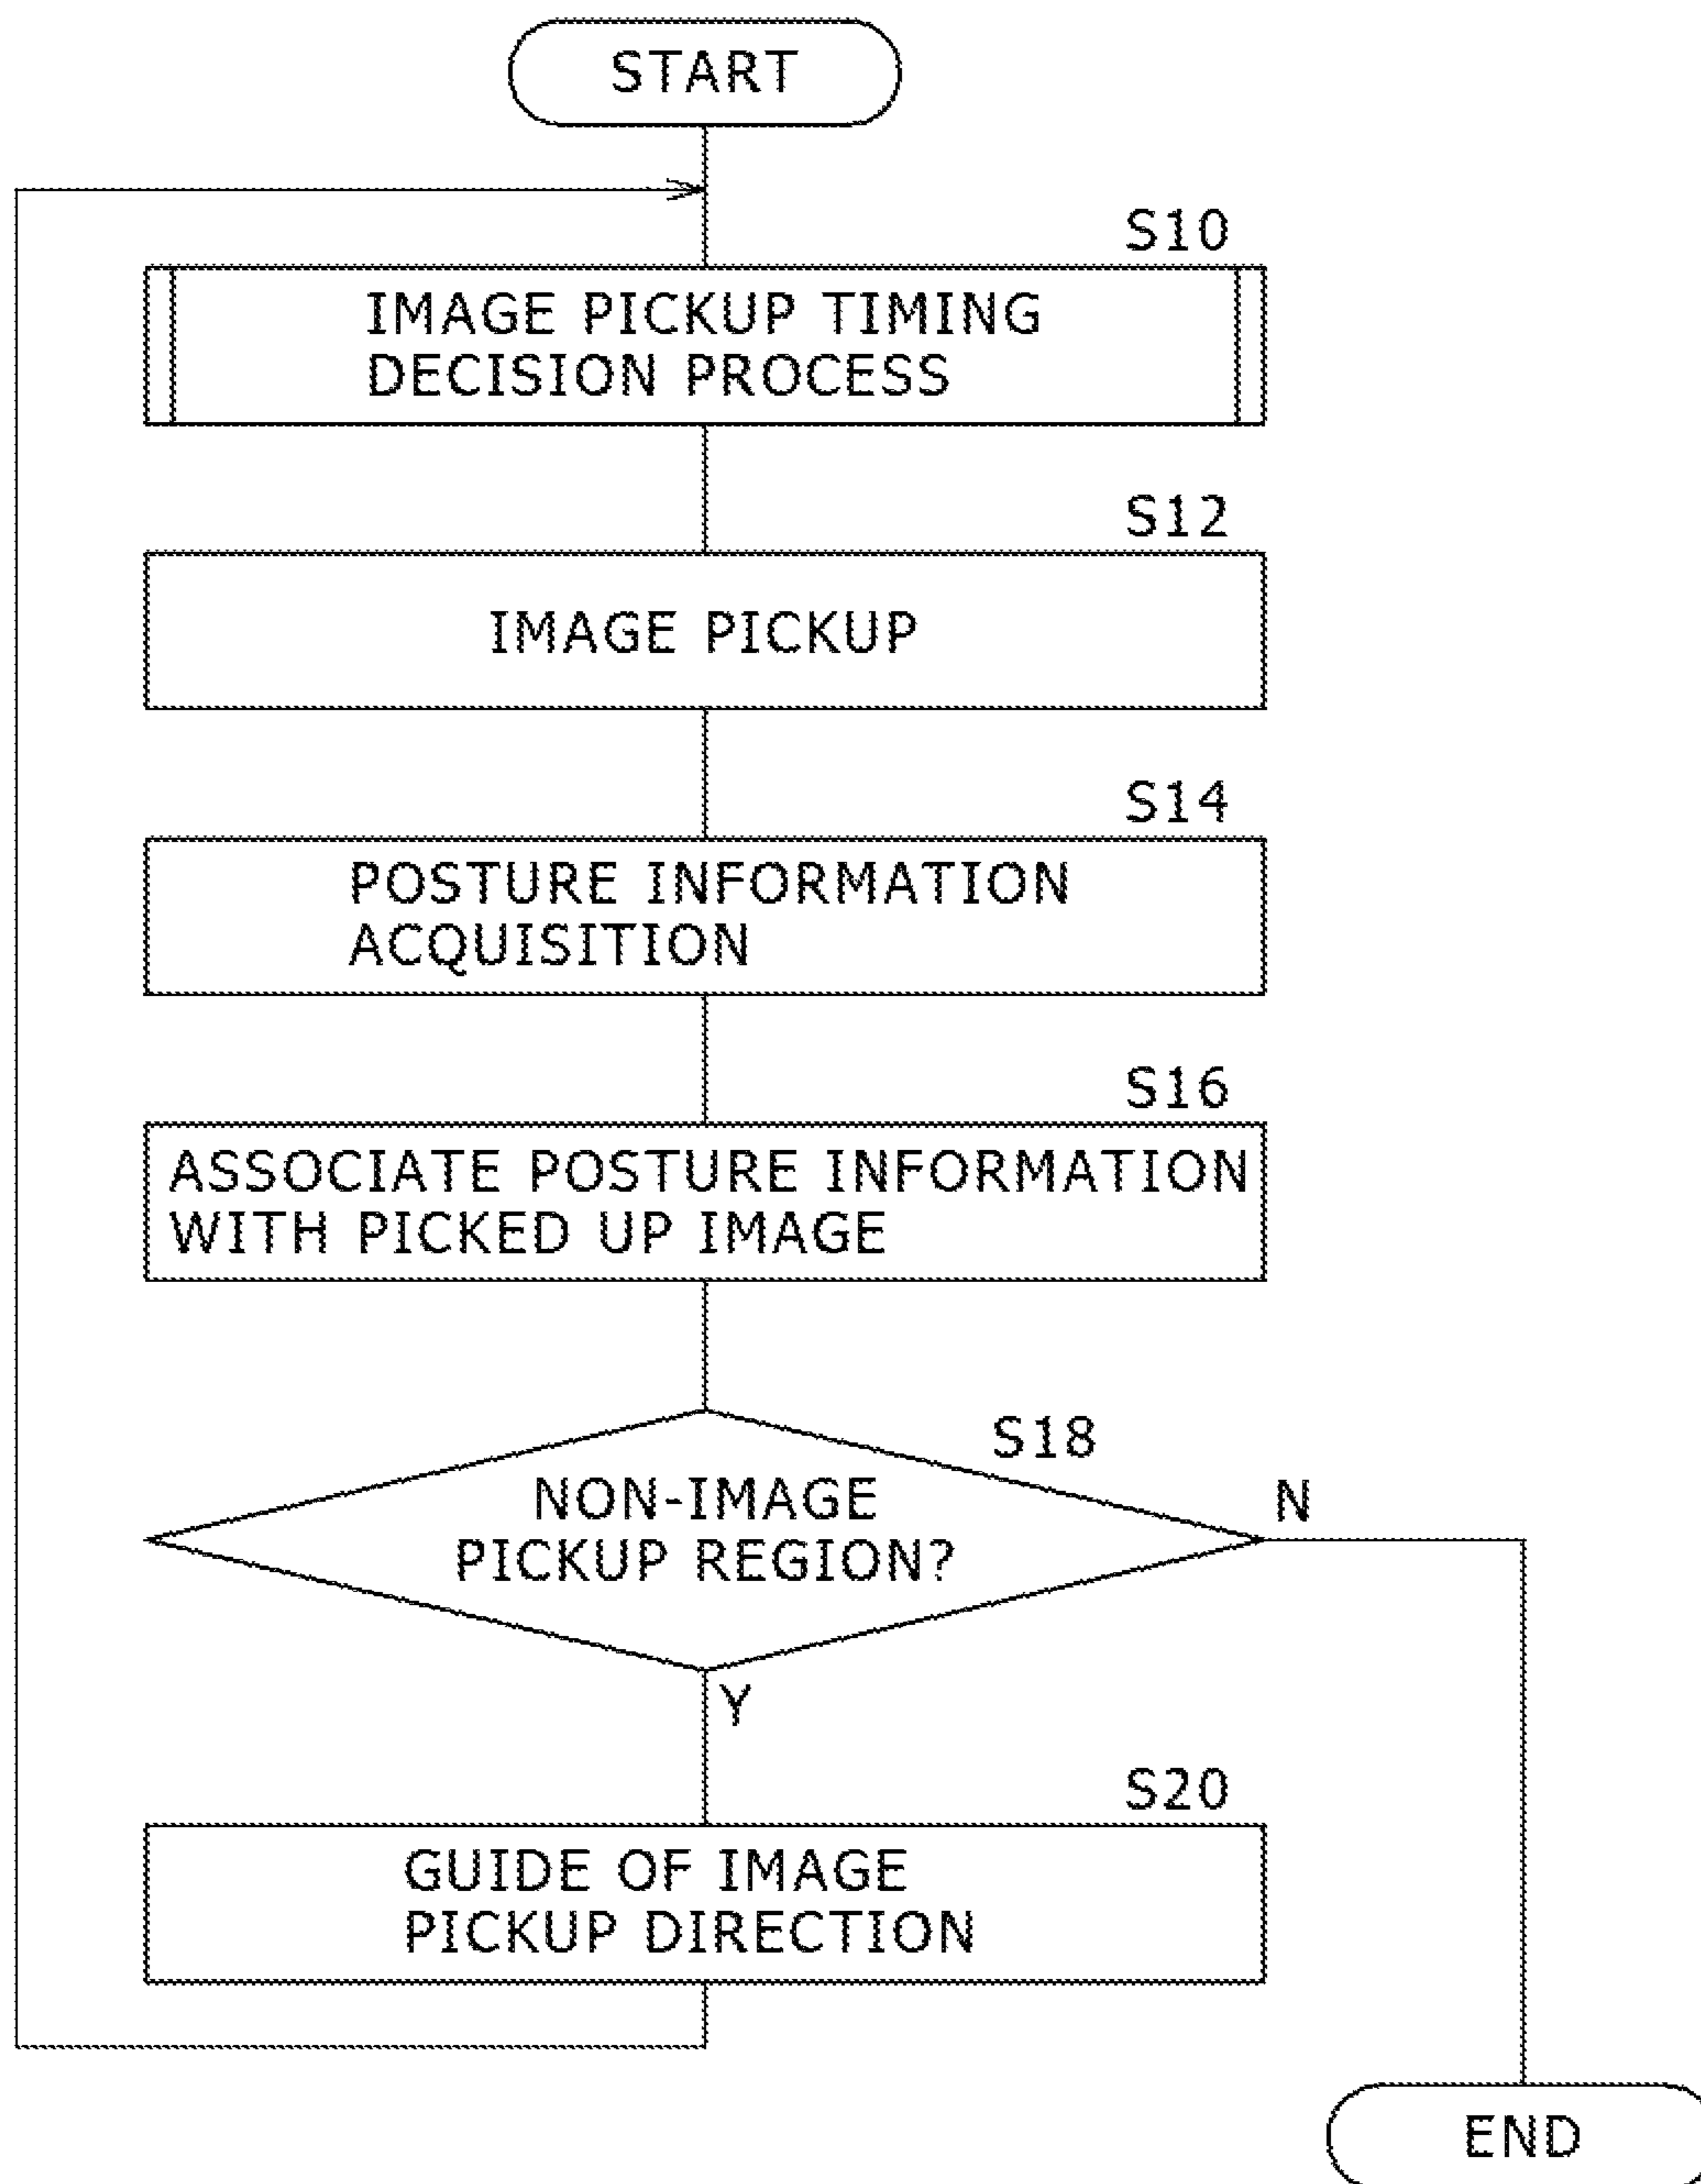 START
S10
IMAGE PICKUP TIMING
DECISION PROCESS
S12
IMAGE PICKUP
S14
POSTURE INFORMATION
ACQUISITION
S16
ASSOCIATE POSTURE INFORMATION
WITH PICKED UP IMAGE
S18
NON-IMAGE
PICKUP REGION?
N
Y
S20
GUIDE OF IMAGE
PICKUP DIRECTION
END